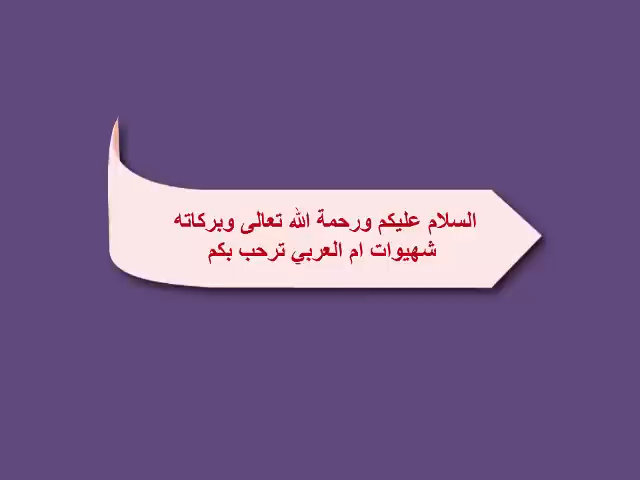 السلام عليكم ورحمة الله تعالى وبركاته
شهيوات ام العربي ترحب بكم